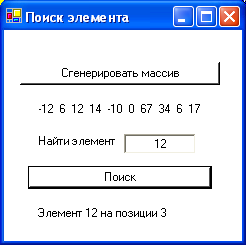 Поиск элемента
Сгенерировать массив
-12 6 12 14 -10 0 67 34 6 17
Найти элемент 12
Поиск
Элемент 12 на позиции 3